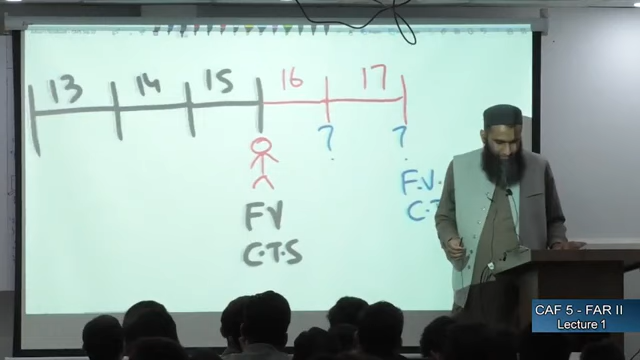 13 14 15 16 17
? ?
F.V
F V
C.T.S
CAF 5 - FAR II
Lecture 1